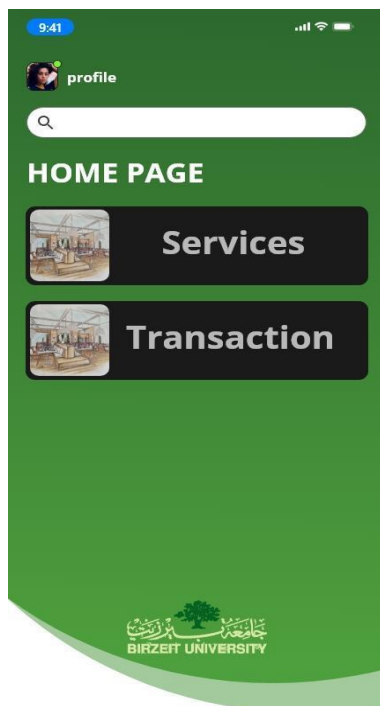 9:41
profile
HOME PAGE
Services
Transaction
جامعة بيرزيت
BIRZEIT UNIVERSITY